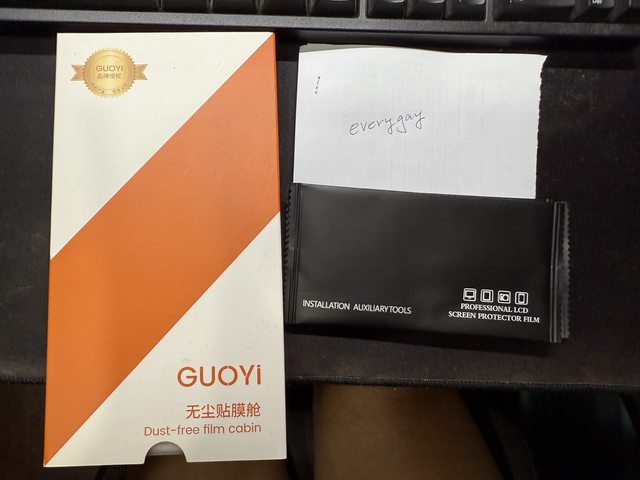 GUOYi
品牌授权
everygay
INSTALLATION AUXILIARY TOOLS
PROFESSIONAL LCD
SCREEN PROTECTOR FILM
GUOYi
无尘贴膜舱
Dust-free film cabin